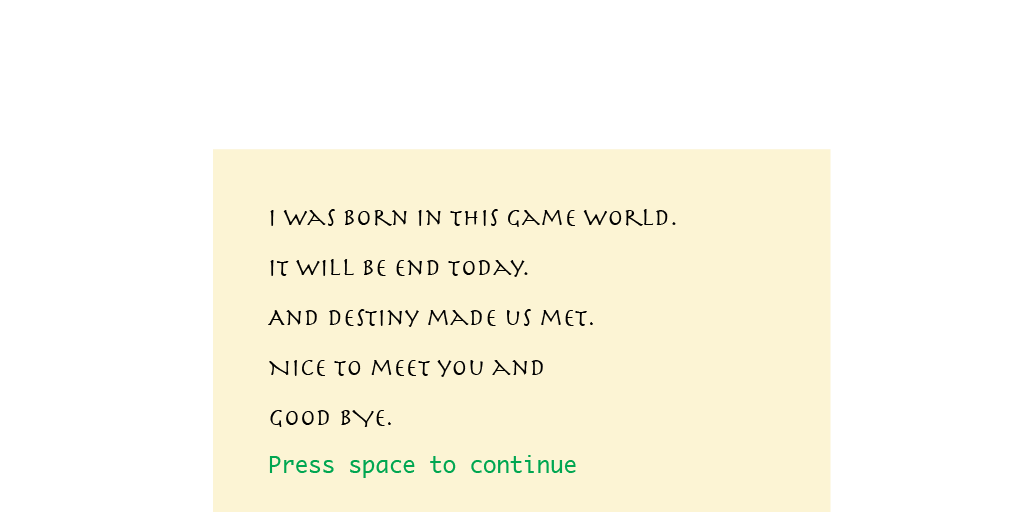 I was born in this game world.
It will be end today.
And destiny made us met.
Nice to meet you and
good bye.
Press space to continue